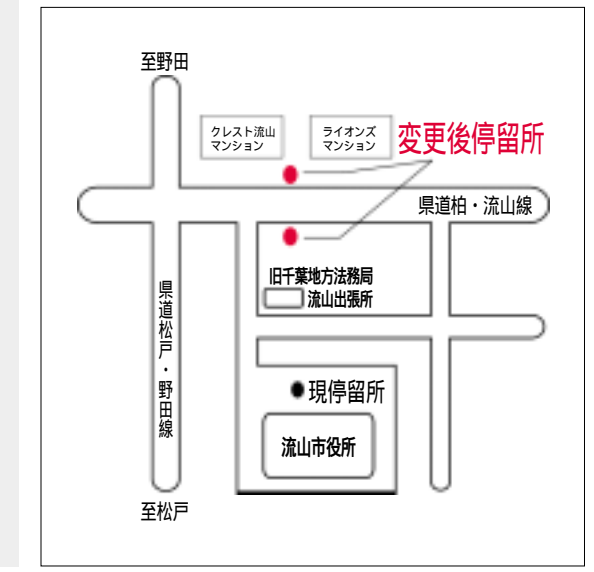 至野田
クレスト流山
マンション
ライオンズ
マンション
変更後停留所
県道柏・流山線
旧千葉地方法務局
流山出張所
県道松戸・野田線
現停留所
流山市役所
至松戸